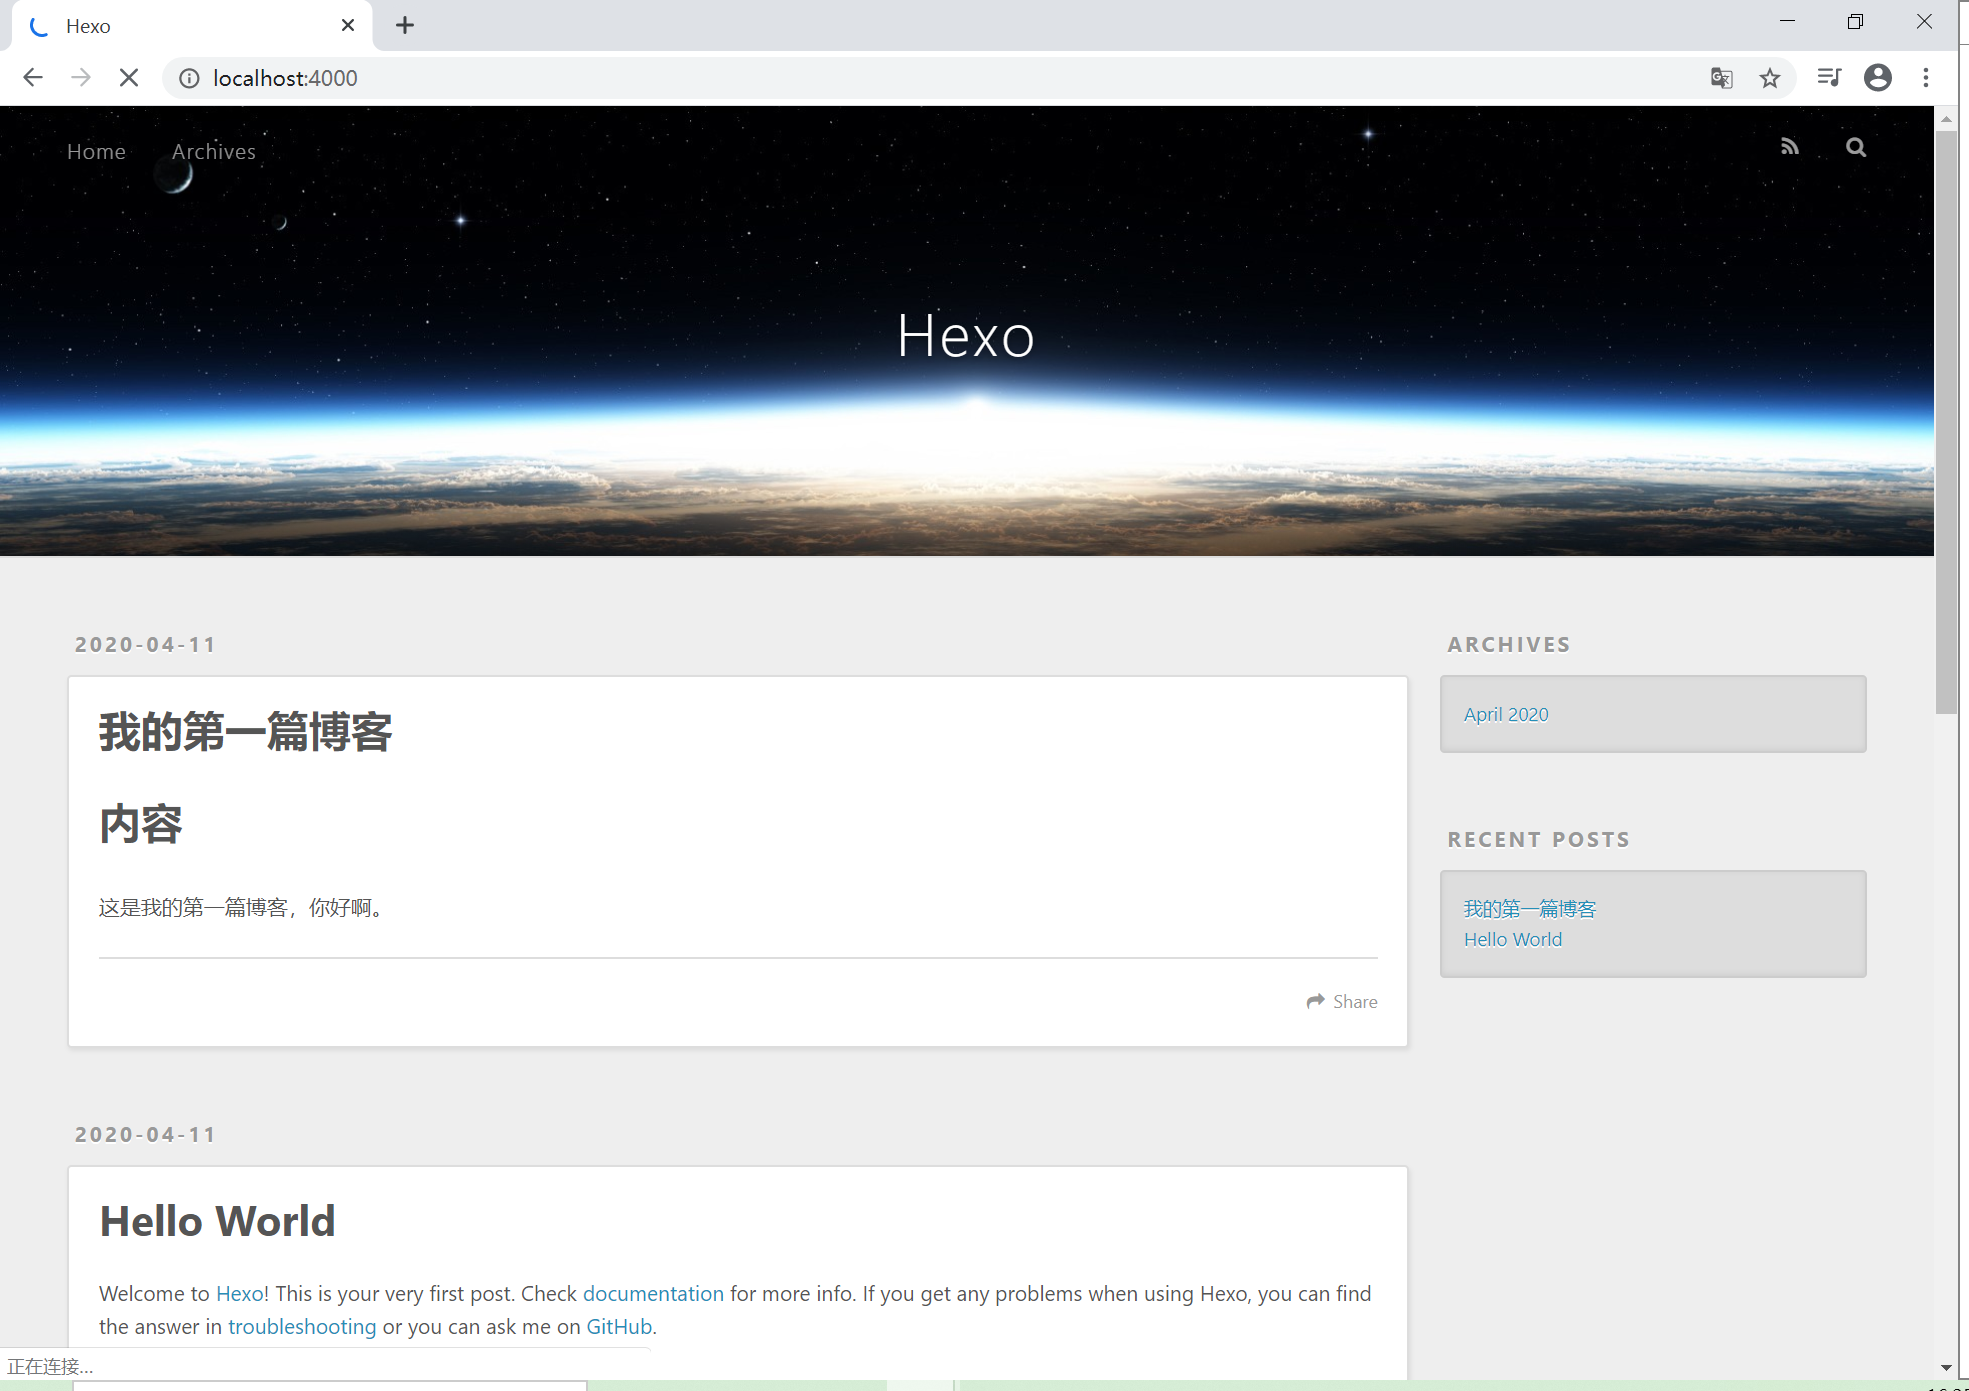 Hexo
localhost:4000
Home Archives
Hexo
2020-04-11
我的第一篇博客
内容
这是我的第一篇博客，你好啊。
Share
2020-04-11
Hello World
Welcome to Hexo! This is your very first post. Check documentation for more info. If you get any problems when using Hexo, you can find
the answer in troubleshooting or you can ask me on GitHub.
ARCHIVES
April 2020
RECENT POSTS
我的第一篇博客
Hello World
正在连接...